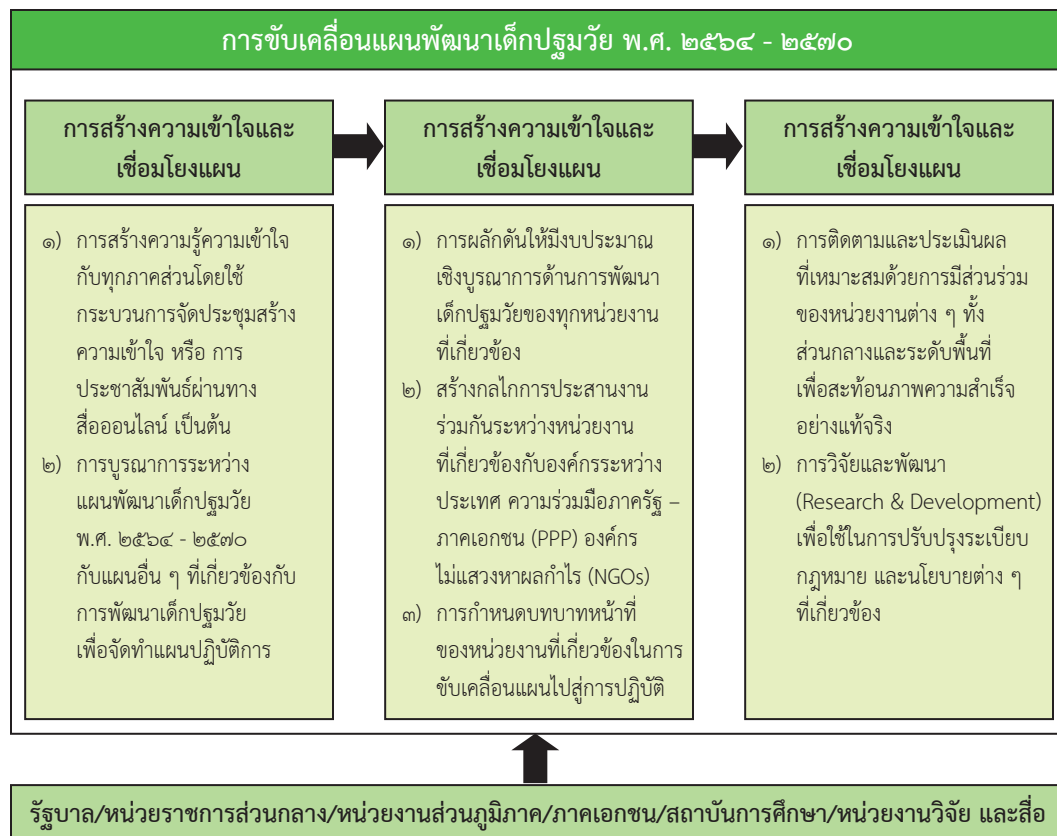 การขับเคลื่อนแผนพัฒนาเด็กปฐมวัย พ.ศ. ๒๕๖๔ - ๒๕๗๐
การสร้างความเข้าใจและ
เชื่อมโยงแผน
๑) การสร้างความรู้ความเข้าใจ
กับทุกภาคส่วนโดยใช้
กระบวนการจัดประชุมสร้าง
ความเข้าใจ หรือ การ
ประชาสัมพันธ์ผ่านทาง
สื่อออนไลน์ เป็นต้น
๒) การบูรณาการระหว่าง
แผนพัฒนาเด็กปฐมวัย
พ.ศ. ๒๕๖๔ - ๒๕๗๐
กับแผนอื่น ๆ ที่เกี่ยวข้องกับ
การพัฒนาเด็กปฐมวัย
เพื่อจัดทำแผนปฏิบัติการ
การสร้างความเข้าใจและ
เชื่อมโยงแผน
๑) การผลักดันให้มีงบประมาณ
เชิงบูรณาการด้านการพัฒนา
เด็กปฐมวัยของทุกหน่วยงาน
ที่เกี่ยวข้อง
๒) สร้างกลไกการประสานงาน
ร่วมกันระหว่างหน่วยงาน
ที่เกี่ยวข้องกับองค์กรระหว่าง
ประเทศ ความร่วมมือภาครัฐ –
ภาคเอกชน (PPP) องค์กร
ไม่แสวงหาผลกำไร (NGOs)
๓) การกำหนดบทบาทหน้าที่
ของหน่วยงานที่เกี่ยวข้องในการ
ขับเคลื่อนแผนไปสู่การปฏิบัติ
การสร้างความเข้าใจและ
เชื่อมโยงแผน
๑) การติดตามและประเมินผล
ที่เหมาะสมด้วยการมีส่วนร่วม
ของหน่วยงานต่าง ๆ ทั้ง
ส่วนกลางและระดับพื้นที่
เพื่อสะท้อนภาพความสำเร็จ
อย่างแท้จริง
๒) การวิจัยและพัฒนา
(Research & Development)
เพื่อใช้ในการปรับปรุงระเบียบ
กฎหมาย และนโยบายต่าง ๆ
ที่เกี่ยวข้อง
รัฐบาล/หน่วยราชการส่วนกลาง/หน่วยงานส่วนภูมิภาค/ภาคเอกชน/สถาบันการศึกษา/หน่วยงานวิจัย และสื่อ